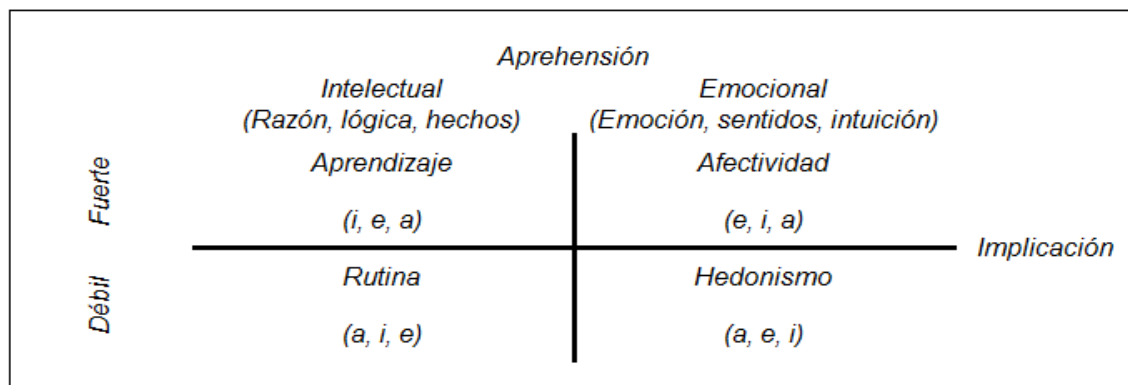 Aprehensión
Intelectual
(Razón, lógica, hechos)
Emocional
(Emoción, sentidos, intuición)
Fuerte
Aprendizaje
(i, e, a)
Afectividad
(e, i, a)
Implicación
Débil
Rutina
(a, i, e)
Hedonismo
(a, e, i)